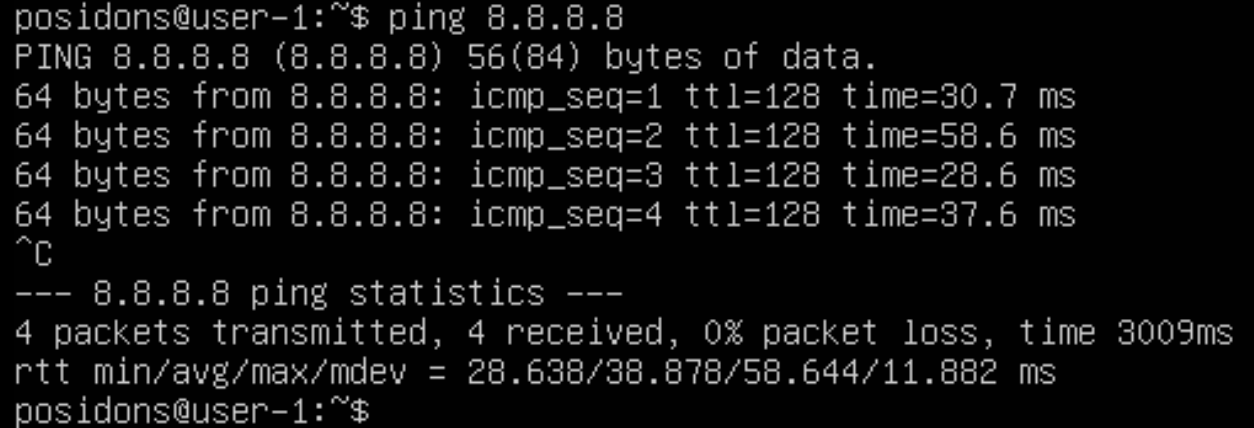 posidons@user-1:~$ ping 8.8.8.8
PING 8.8.8.8 (8.8.8.8) 56(84) bytes of data.
64 bytes from 8.8.8.8: icmp_seq=1 ttl=128 time=30.7 ms
64 bytes from 8.8.8.8: icmp_seq=2 ttl=128 time=58.6 ms
64 bytes from 8.8.8.8: icmp_seq=3 ttl=128 time=28.6 ms
64 bytes from 8.8.8.8: icmp_seq=4 ttl=128 time=37.6 ms
^C
--- 8.8.8.8 ping statistics ---
4 packets transmitted, 4 received, 0% packet loss, time 3009ms
rtt min/avg/max/mdev = 28.638/38.878/58.644/11.882 ms
posidons@user-1:~$